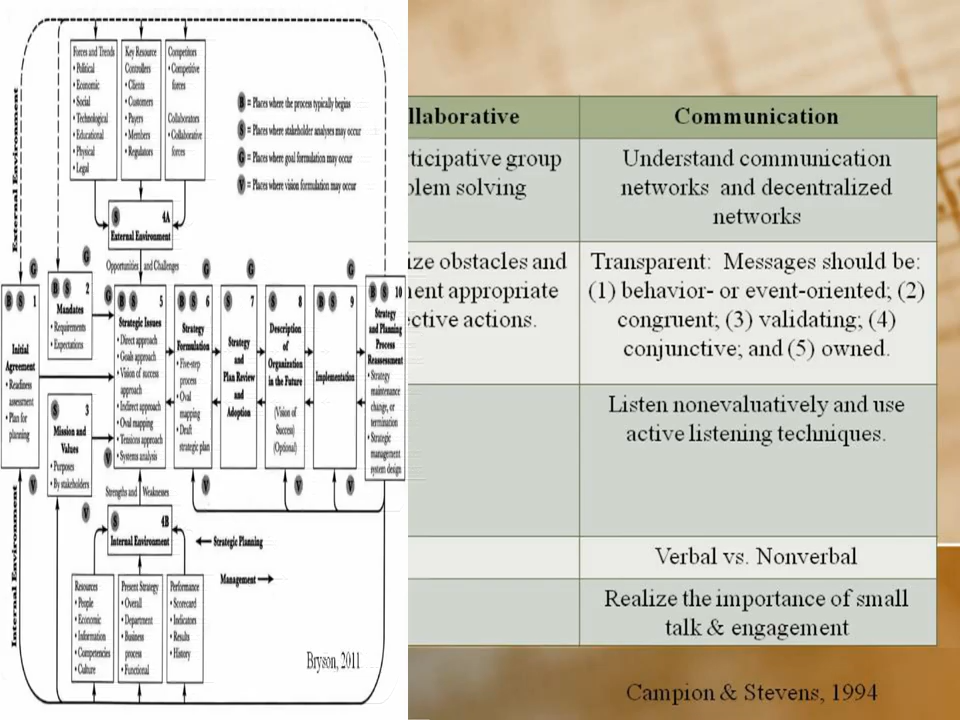 External Environment
Internal Environment
Forces and Trends
• Political
• Economic
• Social
• Technological
• Educational
• Physical
• Legal
Key Resource
Controllers
• Clients
• Customers
• Payers
• Members
• Regulators
Competitors
• Competitive
forces
Collaborators
• Collaborative
forces
B = Places where the process typically begins
S = Places where stakeholder analyses may occur
G = Places where goal formulation may occur
V = Places where vision formulation may occur
S 4A
External Environment
Opportunities and Challenges
G
B S 1
Initial
Agreement
• Readiness
assessment
• Plan for
planning
V
G
B S 2
Mandates
• Requirements
• Expectations
S 3
Mission and
Values
• Purposes
• By stakeholders
V
G
B S 5
Strategic Issues
• Direct approach
• Goals approach
• Vision of success
approach
• Indirect approach
• Oval mapping
• Tensions approach
• Systems analysis
V
G
B S 6
Strategy
Formulation
• Five-step
process
• Oval
mapping
• Draft
strategic plan
V
G
S 7
Strategy
and
Plan Review
and
Adoption
S 8
Description
of
Organization
in the Future
(Vision of
Success)
(Optional)
V
G
B S 9
Implementation
V
B S 10
Strategy
and Planning
Process
Reassessment
• Strategy
maintenance
change, or
termination
• Strategic
management
system design
Strengths and Weaknesses
S 4B
Internal Environment
Strategic Planning
Management
Resources
• People
• Economic
• Information
• Competencies
• Culture
Present Strategy
• Overall
• Department
• Business
process
• Functional
Performance
• Scorecard
• Indicators
• Results
• History
Bryson, 2011
llaborative
rticipative group
lem solving
ize obstacles and
ment appropriate
ective actions.
Communication
Understand communication
networks and decentralized
networks
Transparent: Messages should be:
(1) behavior- or event-oriented; (2)
congruent; (3) validating; (4)
conjunctive; and (5) owned.
Listen nonevaluatively and use
active listening techniques.
Verbal vs. Nonverbal
Realize the importance of small
talk & engagement
Campion & Stevens, 1994